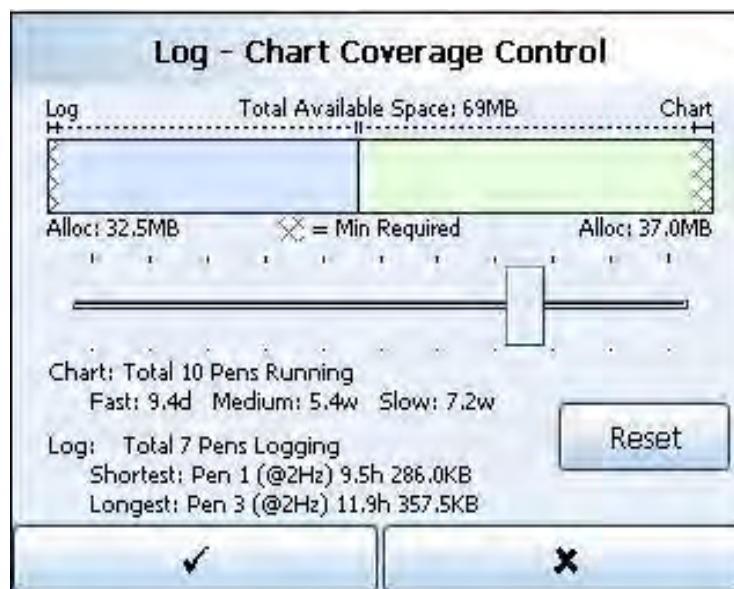 Log - Chart Coverage Control
Log Total Available Space: 69MB Chart
Alloc: 32.5MB = Min Required Alloc: 37.0MB
Chart: Total 10 Pens Running
Fast: 9.4d Medium: 5.4w Slow: 7.2w
Log: Total 7 Pens Logging
Shortest: Pen 1 (@2Hz) 9.5h 286.0KB
Longest: Pen 3 (@2Hz) 11.9h 357.5KB
Reset